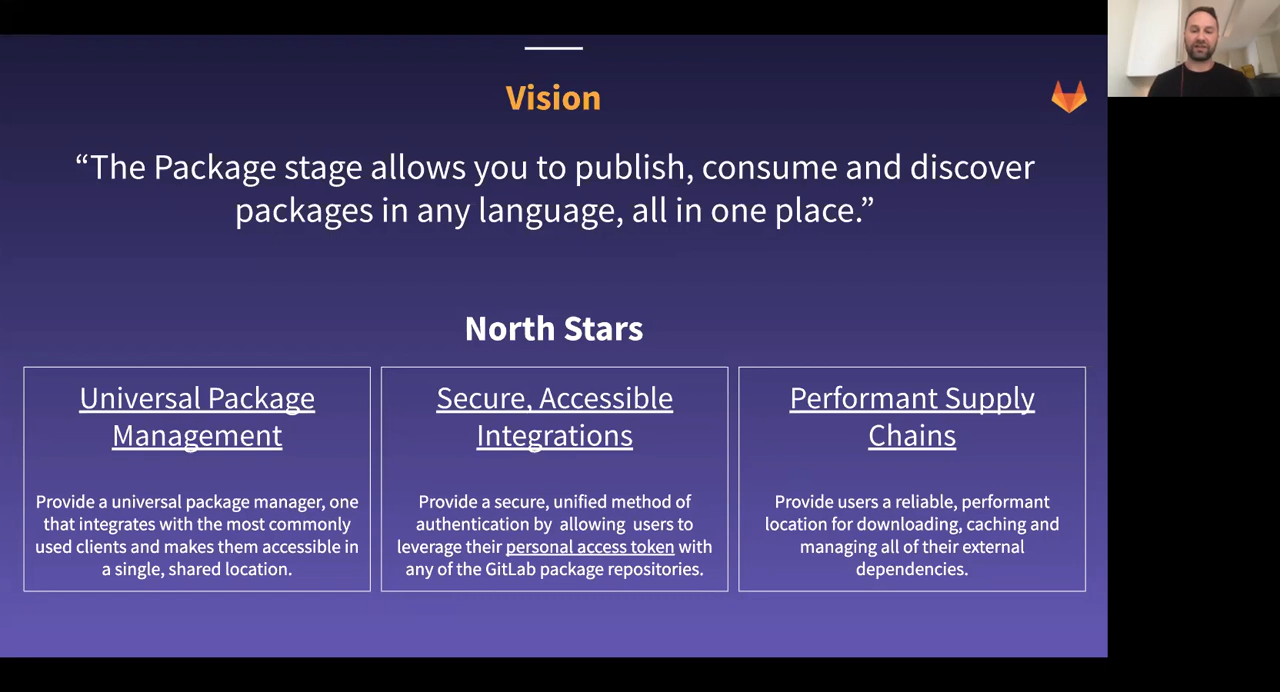 Vision
“The Package stage allows you to publish, consume and discover
packages in any language, all in one place.”
North Stars
Universal Package
Management
Provide a universal package manager, one
that integrates with the most commonly
used clients and makes them accessible in
a single, shared location.
Secure, Accessible
Integrations
Provide a secure, unified method of
authentication by allowing users to
leverage their personal access token with
any of the GitLab package repositories.
Performant Supply
Chains
Provide users a reliable, performant
location for downloading, caching and
managing all of their external
dependencies.